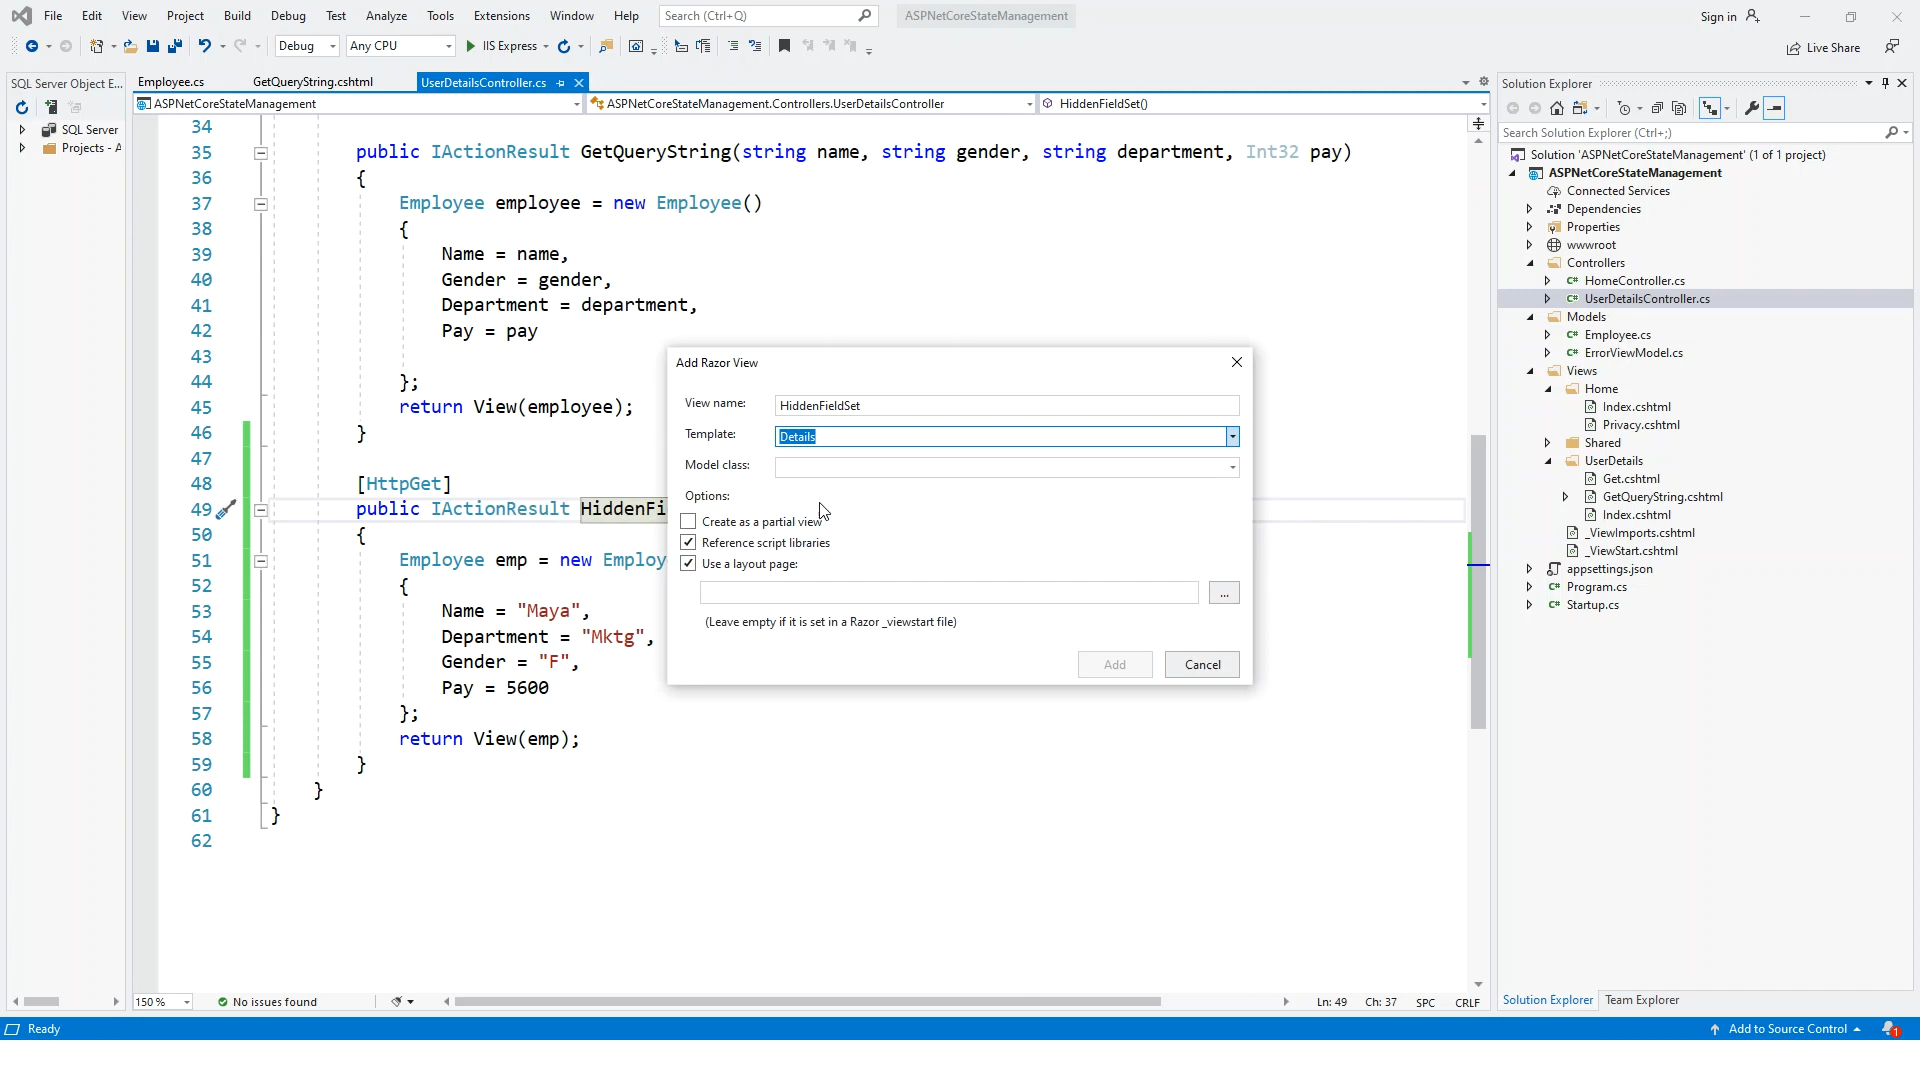 File Edit View Project Build Debug Test Analyze Tools Extensions Window Help Search (Ctrl+Q) ASPNetCoreStateManagement Sign in
Debug Any CPU IIS Express Live Share
SQL Server Object E...
SQL Server
Projects - A
Employee.cs GetQueryString.cshtml UserDetailsController.cs
ASPNetCoreStateManagement ASPNetCoreStateManagement.Controllers.UserDetailsController HiddenFieldSet()
34
35 public IActionResult GetQueryString(string name, string gender, string department, Int32 pay)
36 {
37 Employee employee = new Employee()
38 {
39 Name = name,
40 Gender = gender,
41 Department = department,
42 Pay = pay
43
44 };
45 return View(employee);
46 }
47
48 [HttpGet]
49 public IActionResult HiddenFi
50 {
51 Employee emp = new Employ
52 {
53 Name = "Maya",
54 Department = "Mktg",
55 Gender = "F",
56 Pay = 5600
57 };
58 return View(emp);
59 }
60 }
61 }
62
Add Razor View
View name: HiddenFieldSet
Template: Details
Model class:
Options:
Create as a partial view
Reference script libraries
Use a layout page:
...
(Leave empty if it is set in a Razor _viewstart file)
Add Cancel
150 % No issues found Ln: 49 Ch: 37 SPC CRLF
Solution Explorer
Search Solution Explorer (Ctrl+;)
Solution 'ASPNetCoreStateManagement' (1 of 1 project)
ASPNetCoreStateManagement
Connected Services
Dependencies
Properties
wwwroot
Controllers
C# HomeController.cs
C# UserDetailsController.cs
Models
C# Employee.cs
C# ErrorViewModel.cs
Views
Home
Index.cshtml
Privacy.cshtml
Shared
UserDetails
Get.cshtml
GetQueryString.cshtml
Index.cshtml
_ViewImports.cshtml
_ViewStart.cshtml
appsettings.json
C# Program.cs
C# Startup.cs
Solution Explorer Team Explorer
Ready Add to Source Control 1